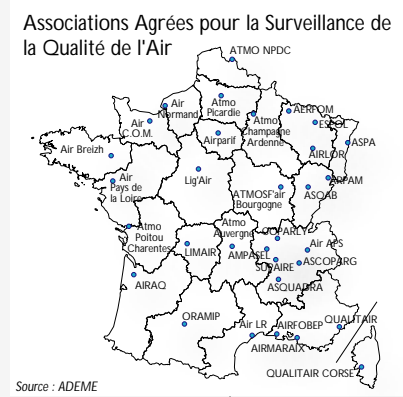 Associations Agrées pour la Surveillance de
la Qualité de l'Air
ATMO NPDC
Air
Normand
Atmo
Picardie
AERFOM
Air
C.O.M.
Atmo
Champagne
Ardenne
ESPOL
Airparif
ASPA
Air Breizh
AIRLOR
Air
Pays de
la Loire
Lig'Air
ARPAM
ATMOSF'air
Bourgogne
ASQAB
Atmo
Poitou
Charentes
Atmo
Auvergne
COPARLY
LIMAIR
AMPASEL
Air APS
SUPAIRE
ASCOPARG
AIRAQ
ASQUADRA
ORAMIP
Air LR
AIRFOBEP
QUALITAIR
AIRMARAIX
QUALITAIR CORSE
Source : ADEME